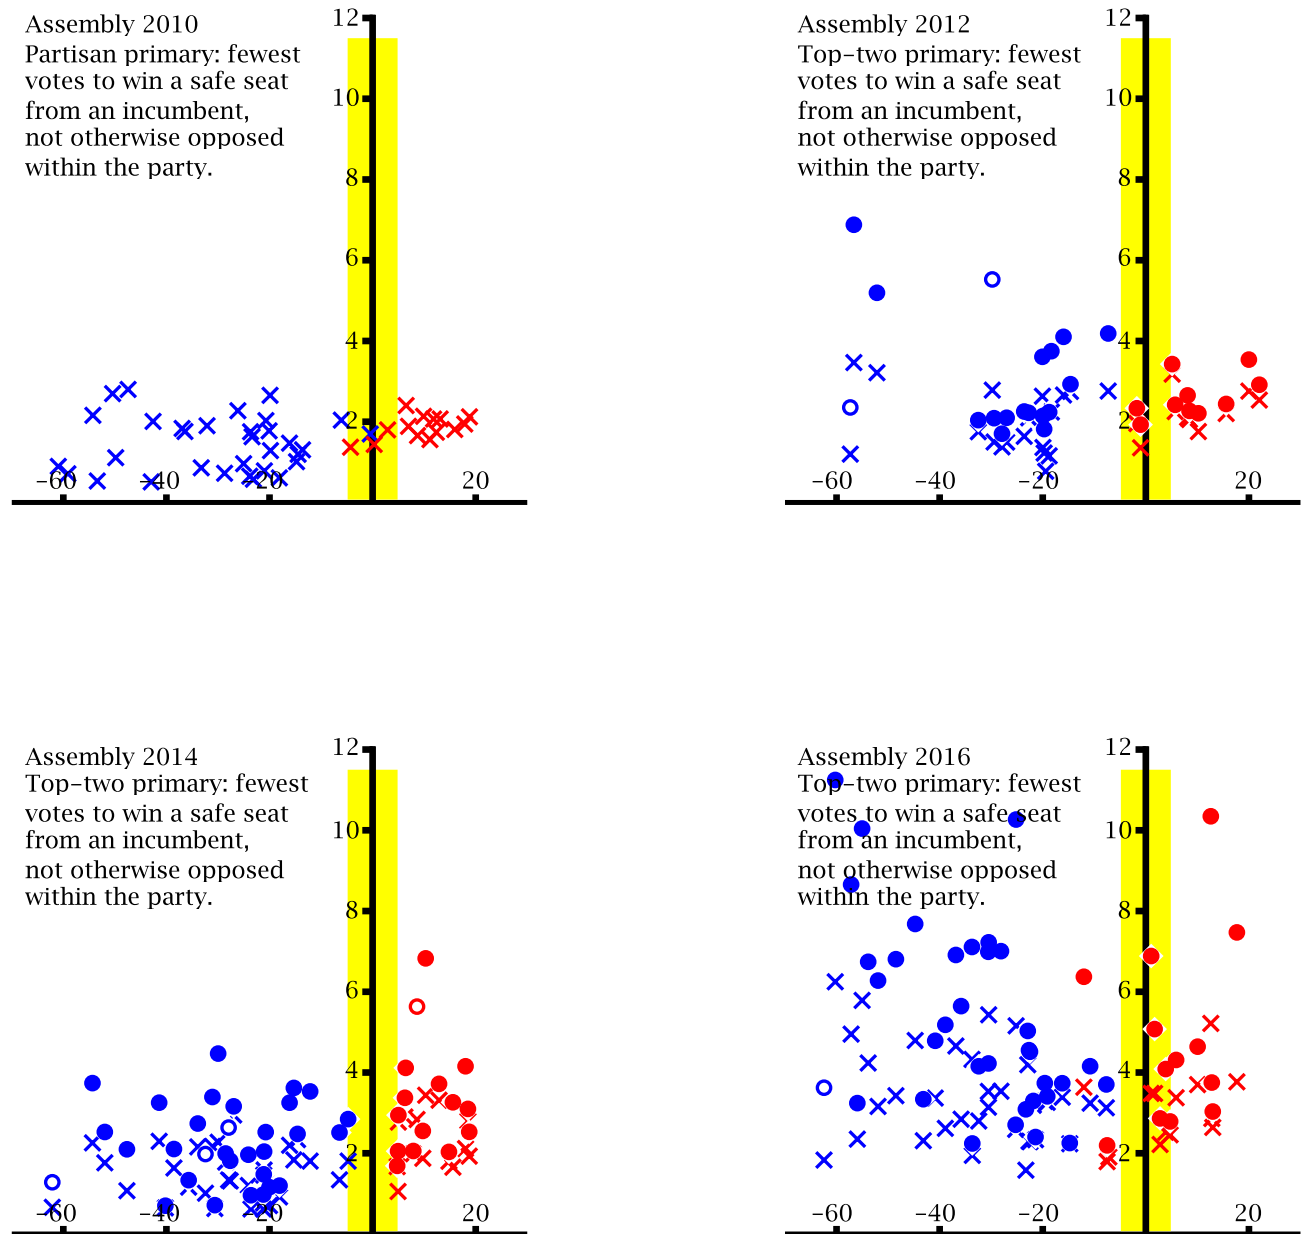 Assembly 2010
Partisan primary: fewest
votes to win a safe seat
from an incumbent,
not otherwise opposed
within the party.
12
10
8
6
4
2
-60 -40 -20 20
Assembly 2012
Top-two primary: fewest
votes to win a safe seat
from an incumbent,
not otherwise opposed
within the party.
12
10
8
6
4
2
-60 -40 -20 20
Assembly 2014
Top-two primary: fewest
votes to win a safe seat
from an incumbent,
not otherwise opposed
within the party.
12
10
8
6
4
2
-60 -40 -20 20
Assembly 2016
Top-two primary: fewest
votes to win a safe seat
from an incumbent,
not otherwise opposed
within the party.
12
10
8
6
4
2
-60 -40 -20 20